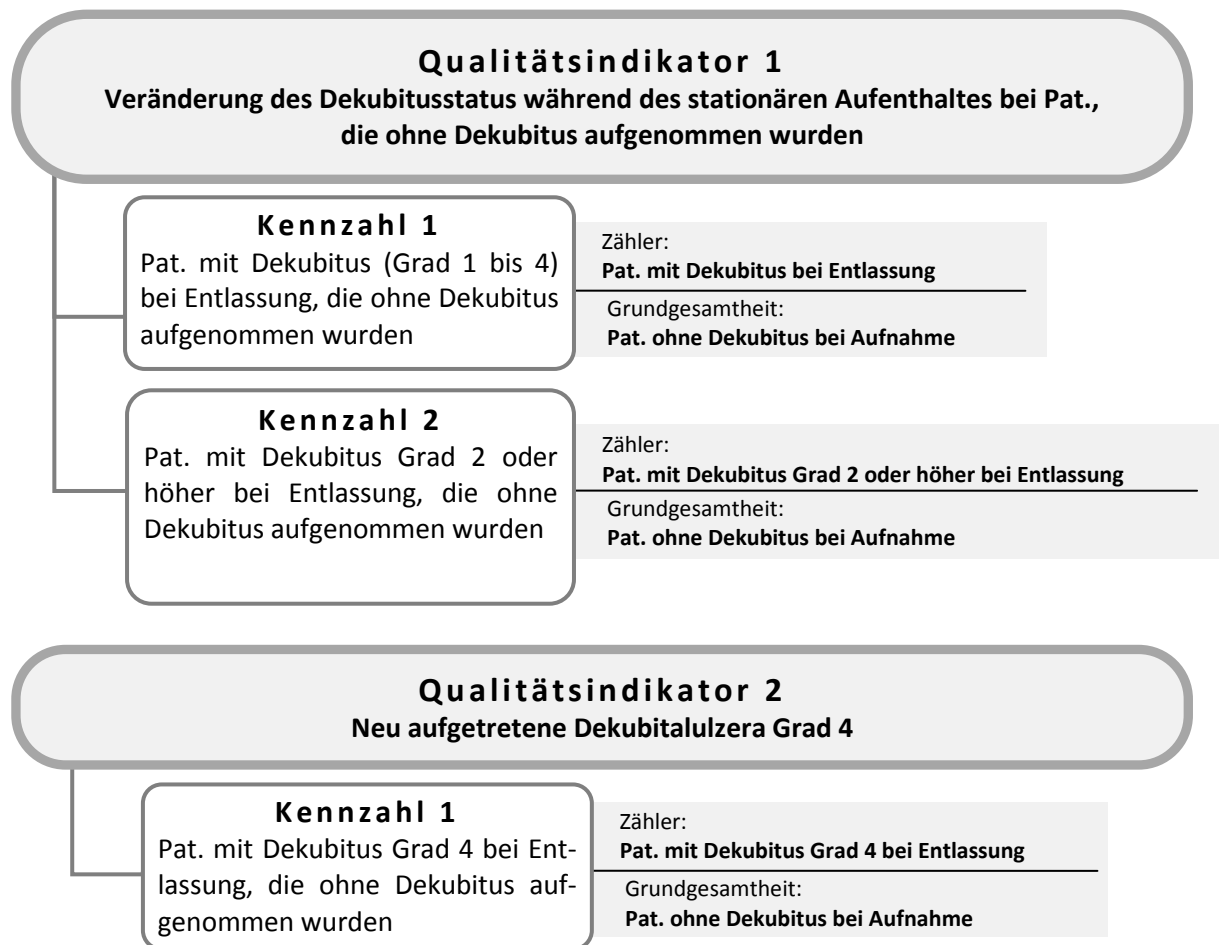 Qualitätsindikator 1
Veränderung des Dekubitusstatus während des stationären Aufenthaltes bei Pat.,
die ohne Dekubitus aufgenommen wurden
Kennzahl 1
Pat. mit Dekubitus (Grad 1 bis 4)
bei Entlassung, die ohne Dekubitus
aufgenommen wurden
Zähler:
Pat. mit Dekubitus bei Entlassung
Grundgesamtheit:
Pat. ohne Dekubitus bei Aufnahme
Kennzahl 2
Pat. mit Dekubitus Grad 2 oder
höher bei Entlassung, die ohne
Dekubitus aufgenommen wurden
Zähler:
Pat. mit Dekubitus Grad 2 oder höher bei Entlassung
Grundgesamtheit:
Pat. ohne Dekubitus bei Aufnahme
Qualitätsindikator 2
Neu aufgetretene Dekubitalulzera Grad 4
Kennzahl 1
Pat. mit Dekubitus Grad 4 bei Ent-
lassung, die ohne Dekubitus auf-
genommen wurden
Zähler:
Pat. mit Dekubitus Grad 4 bei Entlassung
Grundgesamtheit:
Pat. ohne Dekubitus bei Aufnahme